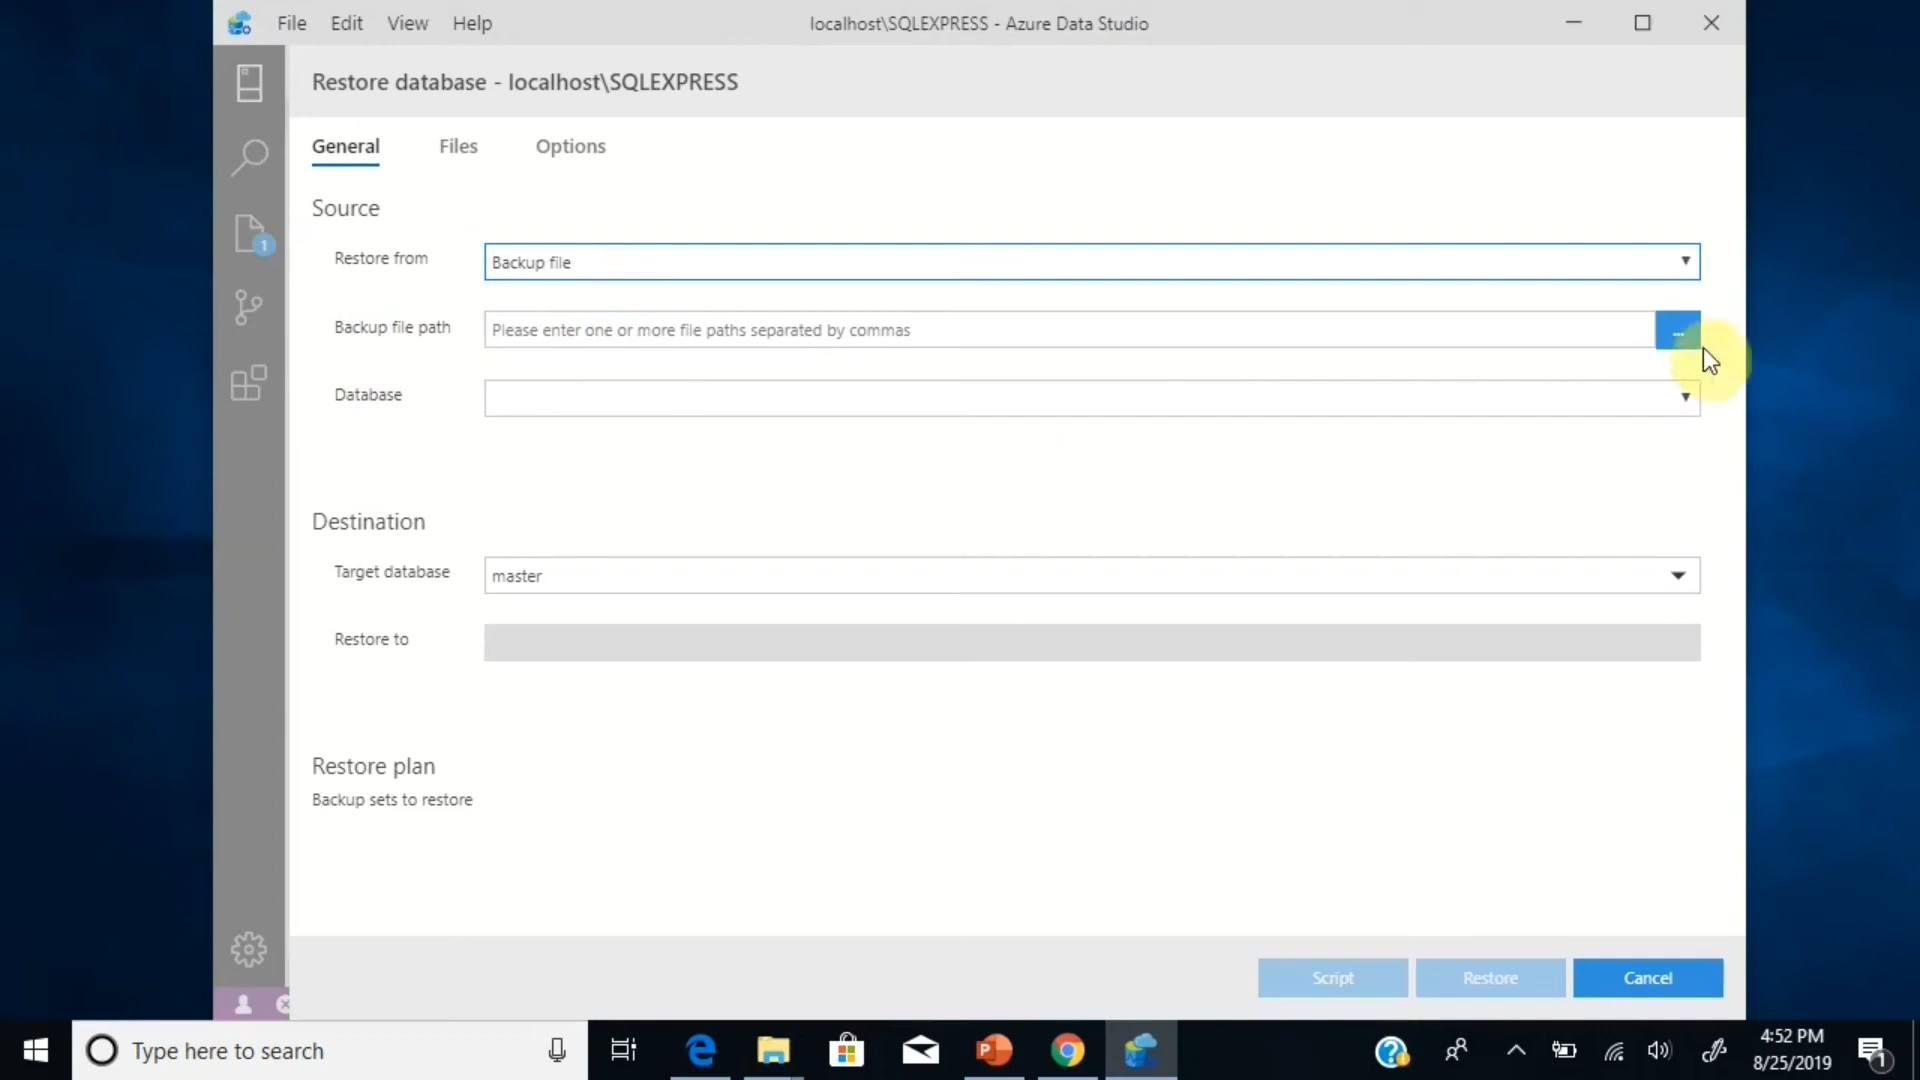 File Edit View Help localhost\SQLEXPRESS - Azure Data Studio
Restore database - localhost\SQLEXPRESS
General Files Options
Source
Restore from Backup file
Backup file path Please enter one or more file paths separated by commas ...
1
Database
Destination
Target database master
Restore to
Restore plan
Backup sets to restore
Script Restore Cancel
Type here to search
4:52 PM
8/25/2019
1